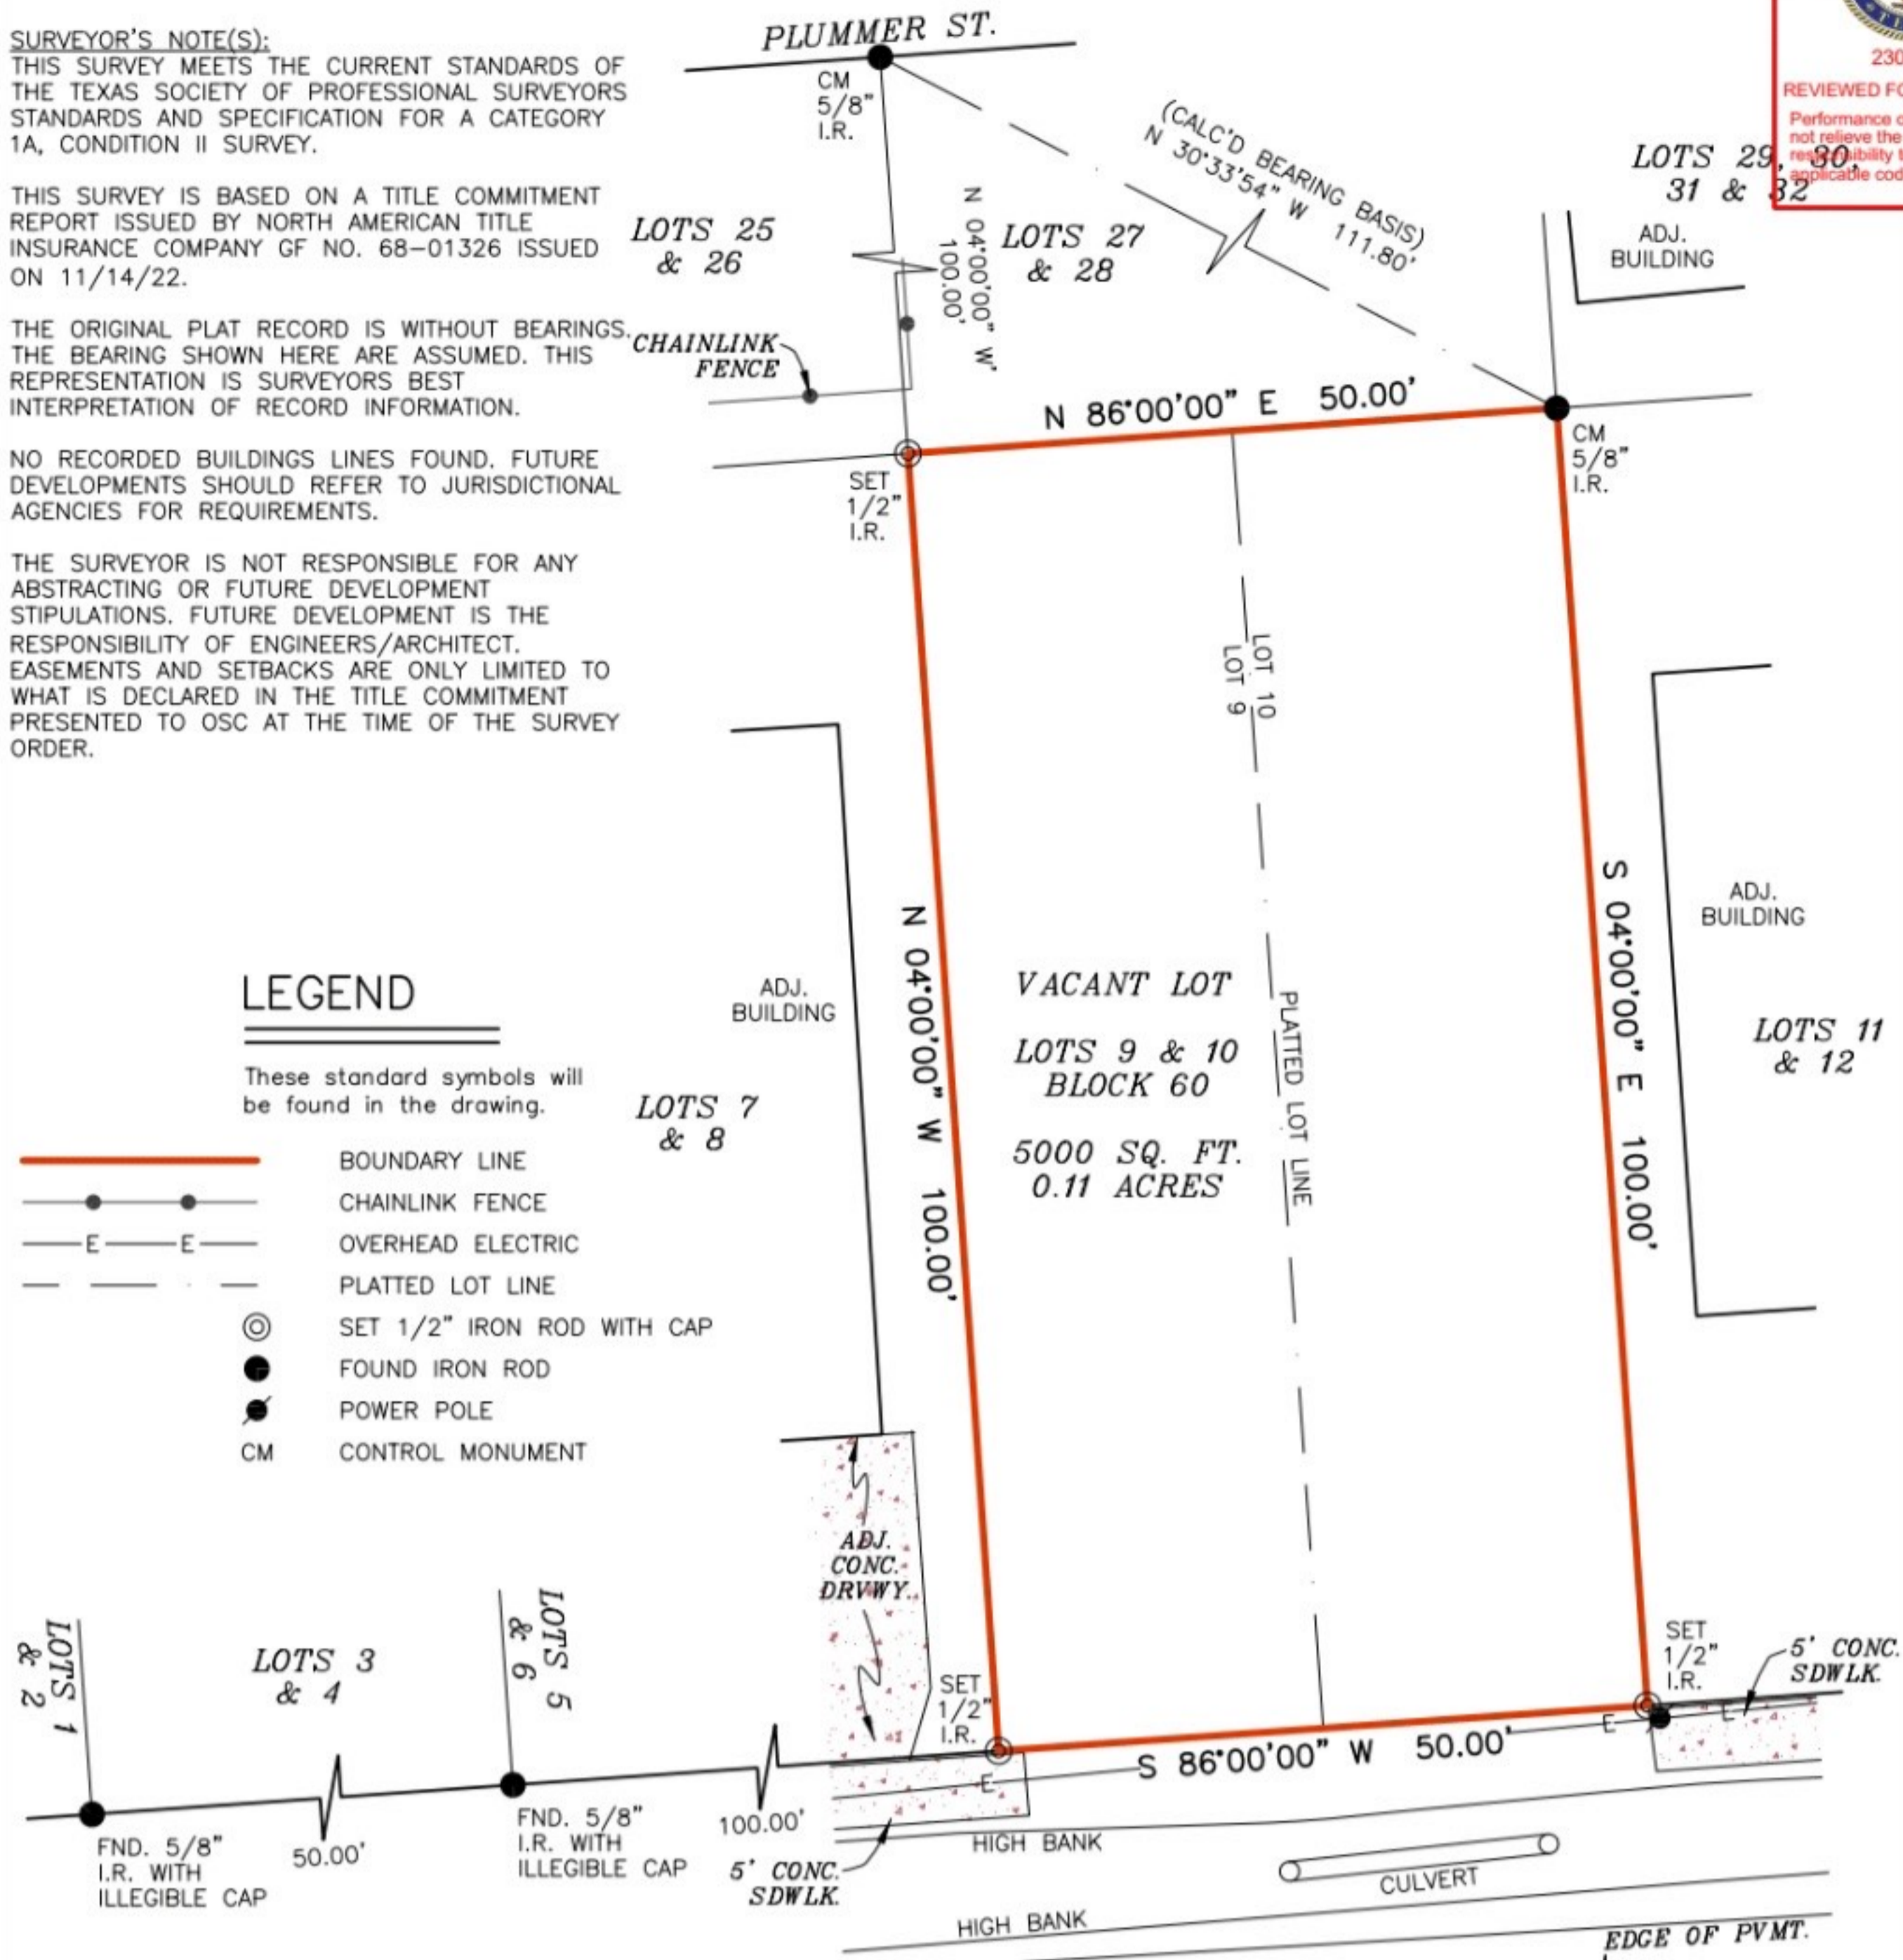 SURVEYOR'S NOTE(S):
THIS SURVEY MEETS THE CURRENT STANDARDS OF
THE TEXAS SOCIETY OF PROFESSIONAL SURVEYORS
STANDARDS AND SPECIFICATION FOR A CATEGORY
1A, CONDITION II SURVEY.
THIS SURVEY IS BASED ON A TITLE COMMITMENT
REPORT ISSUED BY NORTH AMERICAN TITLE
INSURANCE COMPANY GF NO. 68-01326 ISSUED
ON 11/14/22.
THE ORIGINAL PLAT RECORD IS WITHOUT BEARINGS.
THE BEARING SHOWN HERE ARE ASSUMED. THIS
REPRESENTATION IS SURVEYORS BEST
INTERPRETATION OF RECORD INFORMATION.
NO RECORDED BUILDINGS LINES FOUND. FUTURE
DEVELOPMENTS SHOULD REFER TO JURISDICTIONAL
AGENCIES FOR REQUIREMENTS.
THE SURVEYOR IS NOT RESPONSIBLE FOR ANY
ABSTRACTING OR FUTURE DEVELOPMENT
STIPULATIONS. FUTURE DEVELOPMENT IS THE
RESPONSIBILITY OF ENGINEERS/ARCHITECT.
EASEMENTS AND SETBACKS ARE ONLY LIMITED TO
WHAT IS DECLARED IN THE TITLE COMMITMENT
PRESENTED TO OSC AT THE TIME OF THE SURVEY
ORDER.
PLUMMER ST.
CM
5/8"
I.R.
(CALC'D BEARING BASIS)
N 30°33'54" W 111.80'
230
REVIEWED FO
Performance o
not relieve the
responsibility t
applicable cod
LOTS 29, 30,
31 & 32
ADJ.
BUILDING
LOTS 25
& 26
N 04°00'00" W
100.00'
LOTS 27
& 28
CHAINLINK
FENCE
N 86°00'00" E 50.00'
CM
5/8"
I.R.
SET
1/2"
I.R.
LOT 10
LOT 9
S 04°00'00" E 100.00'
ADJ.
BUILDING
LOTS 11
& 12
N 04°00'00" W 100.00'
ADJ.
BUILDING
LOTS 7
& 8
VACANT LOT
LOTS 9 & 10
BLOCK 60
5000 SQ. FT.
0.11 ACRES
PLATTED LOT LINE
LEGEND
These standard symbols will
be found in the drawing.
BOUNDARY LINE
CHAINLINK FENCE
E E OVERHEAD ELECTRIC
PLATTED LOT LINE
SET 1/2" IRON ROD WITH CAP
FOUND IRON ROD
POWER POLE
CM CONTROL MONUMENT
ADJ.
CONC.
DRVWY.
LOTS 1
& 2
LOTS 3
& 4
LOTS 5
& 6
SET
1/2"
I.R.
SET
1/2"
I.R.
5' CONC.
SDWLK.
E
E
S 86°00'00" W 50.00'
E
FND. 5/8"
I.R. WITH
ILLEGIBLE CAP
50.00'
FND. 5/8"
I.R. WITH
ILLEGIBLE CAP
100.00'
5' CONC.
SDWLK.
HIGH BANK
CULVERT
HIGH BANK
EDGE OF PVMT.